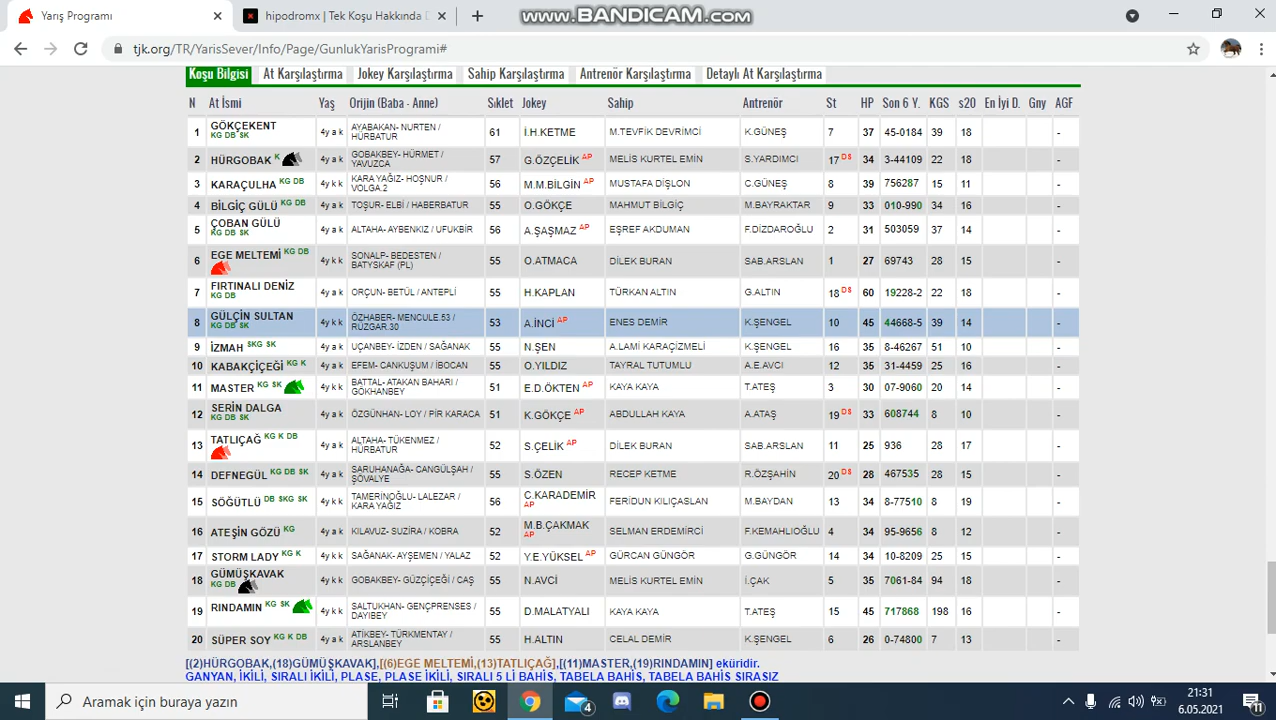 Yarış Programı
hipodromx | Tek Koşu Hakkında D
www.BANDICAM.com
tjk.org/TR/YarisSever/Info/Page/GunlukYarisProgrami#
Koşu Bilgisi At Karşılaştırma Jokey Karşılaştırma Sahip Karşılaştırma Antrenör Karşılaştırma Detaylı At Karşılaştırma
N At İsmi Yaş Orijin (Baba - Anne) Sıklet Jokey Sahip Antrenör St HP Son 6 Y. KGS s20 En İyi D. Gny AGF
1 GÖKÇEKENT KG DB SK 4y a k AYABAKAN- NURTEN / HÜRBATUR 61 İ.H.KETME M.TEVFİK DEVRİMCİ K.GÜNEŞ 7 37 45-0184 39 18 -
2 HÜRGOBAK K 4y a k GOBAKBEY- HÜRMET / YAVUZCA 57 G.ÖZÇELİK AP MELİS KURTEL EMİN S.YARDIMCI 17 DS 34 3-44109 22 18 -
3 KARAÇULHA KG DB 4y k k KARA YAĞIZ- HOŞNUR / VOLGA.2 56 M.M.BİLGİN AP MUSTAFA DİŞLON C.GÜNEŞ 8 39 756287 15 11 -
4 BİLGİÇ GÜLÜ KG DB 4y a k TOŞUR- ELBİ / HABERBATUR 55 O.GÖKÇE MAHMUT BİLGİÇ M.BAYRAKTAR 9 33 010-990 34 16 -
5 ÇOBAN GÜLÜ KG DB SK 4y a k ALTAHA- AYBENKIZ / UFUKBİR 56 A.ŞAŞMAZ AP EŞREF AKDUMAN F.DİZDAROĞLU 2 31 503059 37 14 -
6 EGE MELTEMİ KG DB 4y k k SONALP- BEDESTEN / BATYSKAF (PL) 55 O.ATMACA DİLEK BURAN SAB.ARSLAN 1 27 69743 28 15 -
7 FIRTINALI DENİZ KG DB 4y a k ORÇUN- BETÜL / ANTEPLİ 55 H.KAPLAN TÜRKAN ALTIN G.ALTIN 18 DS 60 19228-2 22 18 -
8 GÜLÇİN SULTAN KG DB SK 4y k k ÖZHABER- MENCULE.53 / RÜZGAR.30 53 A.İNCİ AP ENES DEMİR K.ŞENGEL 10 45 44668-5 39 14 -
9 İZMAH SKG SK 4y a k UÇANBEY- İZDEN / SAĞANAK 55 N.ŞEN A.LAMİ KARAÇİZMELİ K.ŞENGEL 16 35 8-46267 51 10 -
10 KABAKÇİÇEĞİ KG K 4y a k EFEM- CANKUŞUM / İBOCAN 55 O.YILDIZ TAYRAL TUTUMLU A.E.AVCI 12 35 31-4459 25 16 -
11 MASTER KG SK 4y a k BATTAL- ATAKAN BAHARI / GÖKHANBEY 51 E.D.ÖKTEN AP KAYA KAYA T.ATEŞ 3 30 07-9060 20 14 -
12 SERİN DALGA KG DB SK 4y a k ÖZGÜNHAN- LOY / PİR KARACA 51 K.GÖKÇE AP ABDULLAH KAYA A.ATAŞ 19 DS 33 608744 8 10 -
13 TATLIÇAĞ KG K DB 4y a k ALTAHA- TÜKENMEZ / HÜRBATUR 52 S.ÇELİK AP DİLEK BURAN SAB.ARSLAN 11 25 936 28 17 -
14 DEFNEGÜL KG DB SK 4y a k SARUHANAĞA- CANGÜLŞAH / ŞÖVALYE 55 S.ÖZEN RECEP KETME R.ÖZŞAHİN 20 DS 28 467535 28 15 -
15 SÖĞÜTLÜ DB SKG SK 4y k k TAMERİNOĞLU- LALEZAR / KARA YAĞIZ 56 C.KARADEMİR AP FERİDUN KILIÇASLAN M.BAYDAN 13 34 8-77510 8 19 -
16 ATEŞİN GÖZÜ KG 4y a k KILAVUZ- SUZİRA / KOBRA 52 M.B.ÇAKMAK AP SELMAN ERDEMİRCİ F.KEMAHLIOĞLU 4 34 95-9656 8 12 -
17 STORM LADY KG K 4y k k SAĞANAK- AYŞEMEN / YALAZ 52 Y.E.YÜKSEL AP GÜRCAN GÜNGÖR G.GÜNGÖR 14 34 10-8209 25 15 -
18 GÜMÜŞKAVAK KG DB 4y a k GOBAKBEY- GÜZÇİÇEĞİ / CAŞ 55 N.AVCİ MELİS KURTEL EMİN İ.ÇAK 5 35 7061-84 94 18 -
19 RINDAMIN KG SK 4y k k SALTUKHAN- GENÇPRENSES / DAYIBEY 55 D.MALATYALI KAYA KAYA T.ATEŞ 15 45 717868 198 16 -
20 SÜPER SOY KG K DB 4y a k ATİKBEY- TÜRKMENTAY / ARSLANBEY 55 H.ALTIN CELAL DEMİR K.ŞENGEL 6 26 0-74800 7 13 -
[(2)HÜRGOBAK,(18)GÜMÜŞKAVAK],[(6)EGE MELTEMİ,(13)TATLIÇAĞ],[(11)MASTER,(19)RINDAMIN] eküridir.
GANYAN, İKİLİ, SIRALI İKİLİ, PLASE, PLASE İKİLİ, SIRALI 5 Lİ BAHİS, TABELA BAHİS, TABELA BAHİS SIRASIZ
Aramak için buraya yazın
4
21:31
6.05.2021
11